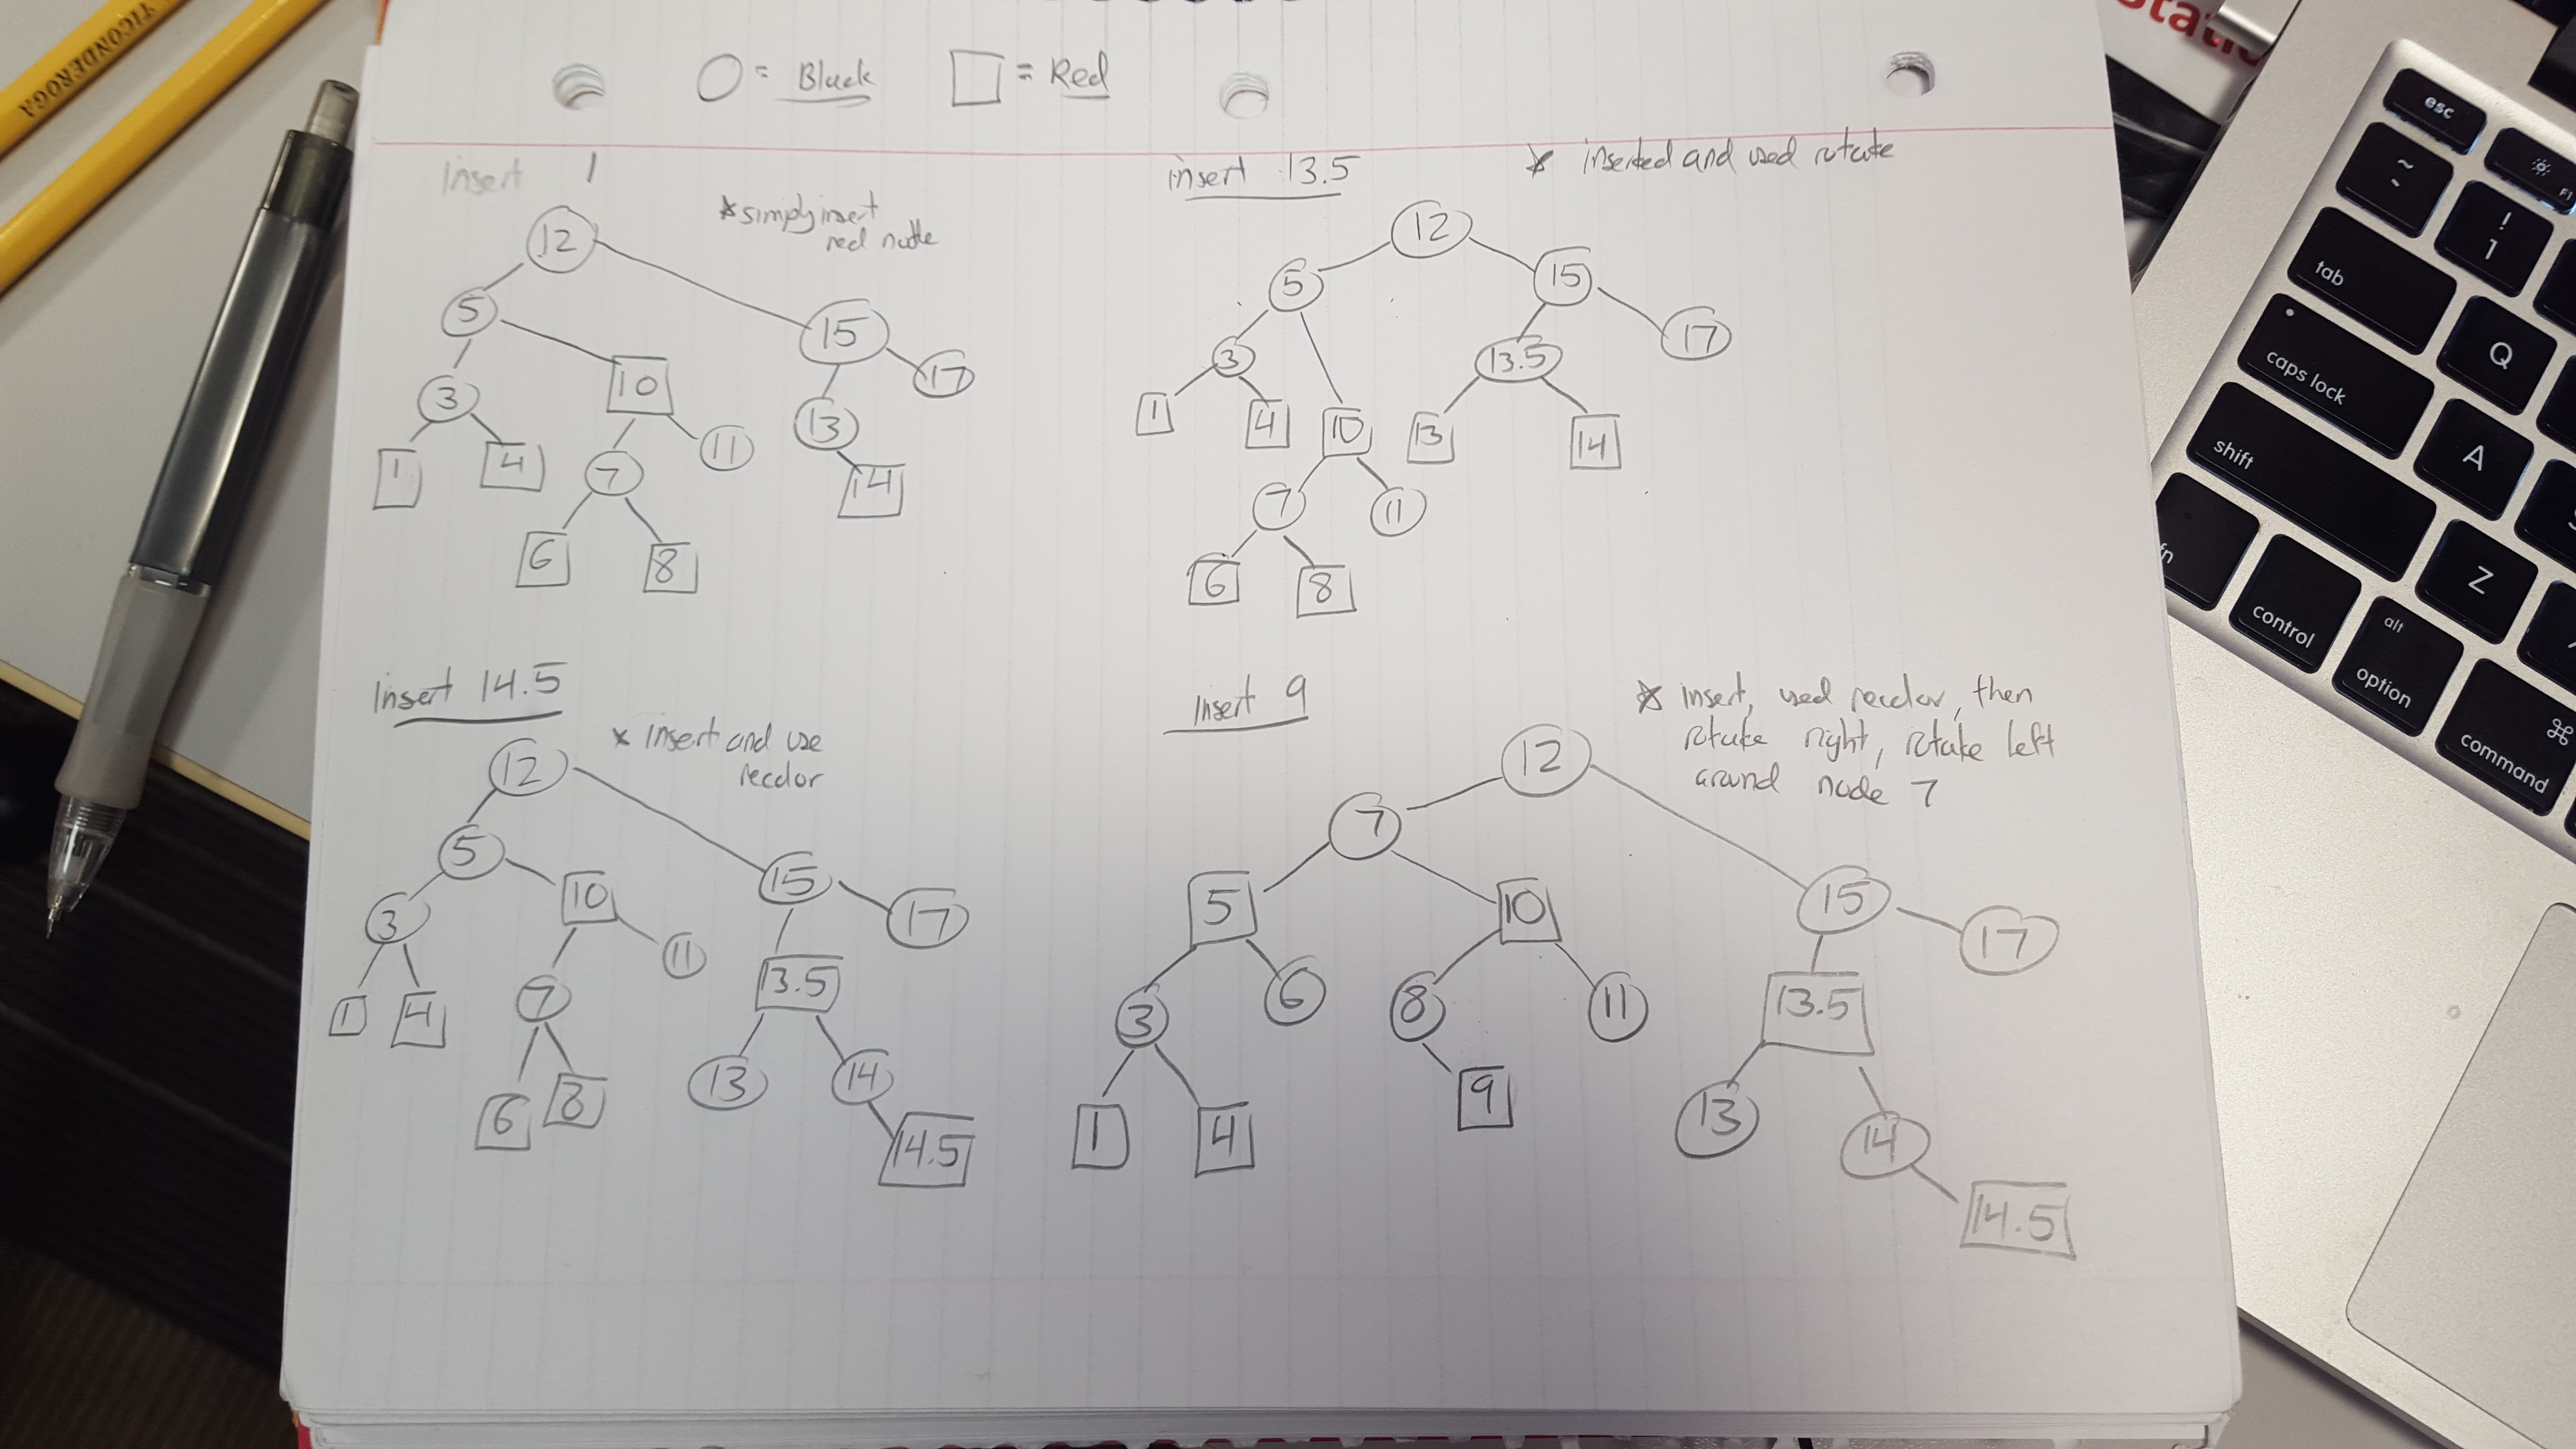 TICONDEROGA
○ = Black □ = Red
insert 1
* simply insert
red node
12
5 15
3 10 13 17
1 4 7 11 14
6 8
insert 13.5
* inserted and used rotate
12
5 15
3 10 13.5 17
1 4 7 11 13 14
6 8
Insert 14.5
* insert and use
recolor
12
5 15
3 10 13.5 17
1 4 7 11 13 14
6 8 14.5
Insert 9
* insert, used recolor, then
rotate right, rotate left
around node 7
12
7 15
5 10 13.5 17
3 6 8 11 13 14
1 4 9 14.5
esc
F1
~
!
1
tab
Q
caps lock
A
shift
Z
fn
control
alt
option
⌘
command